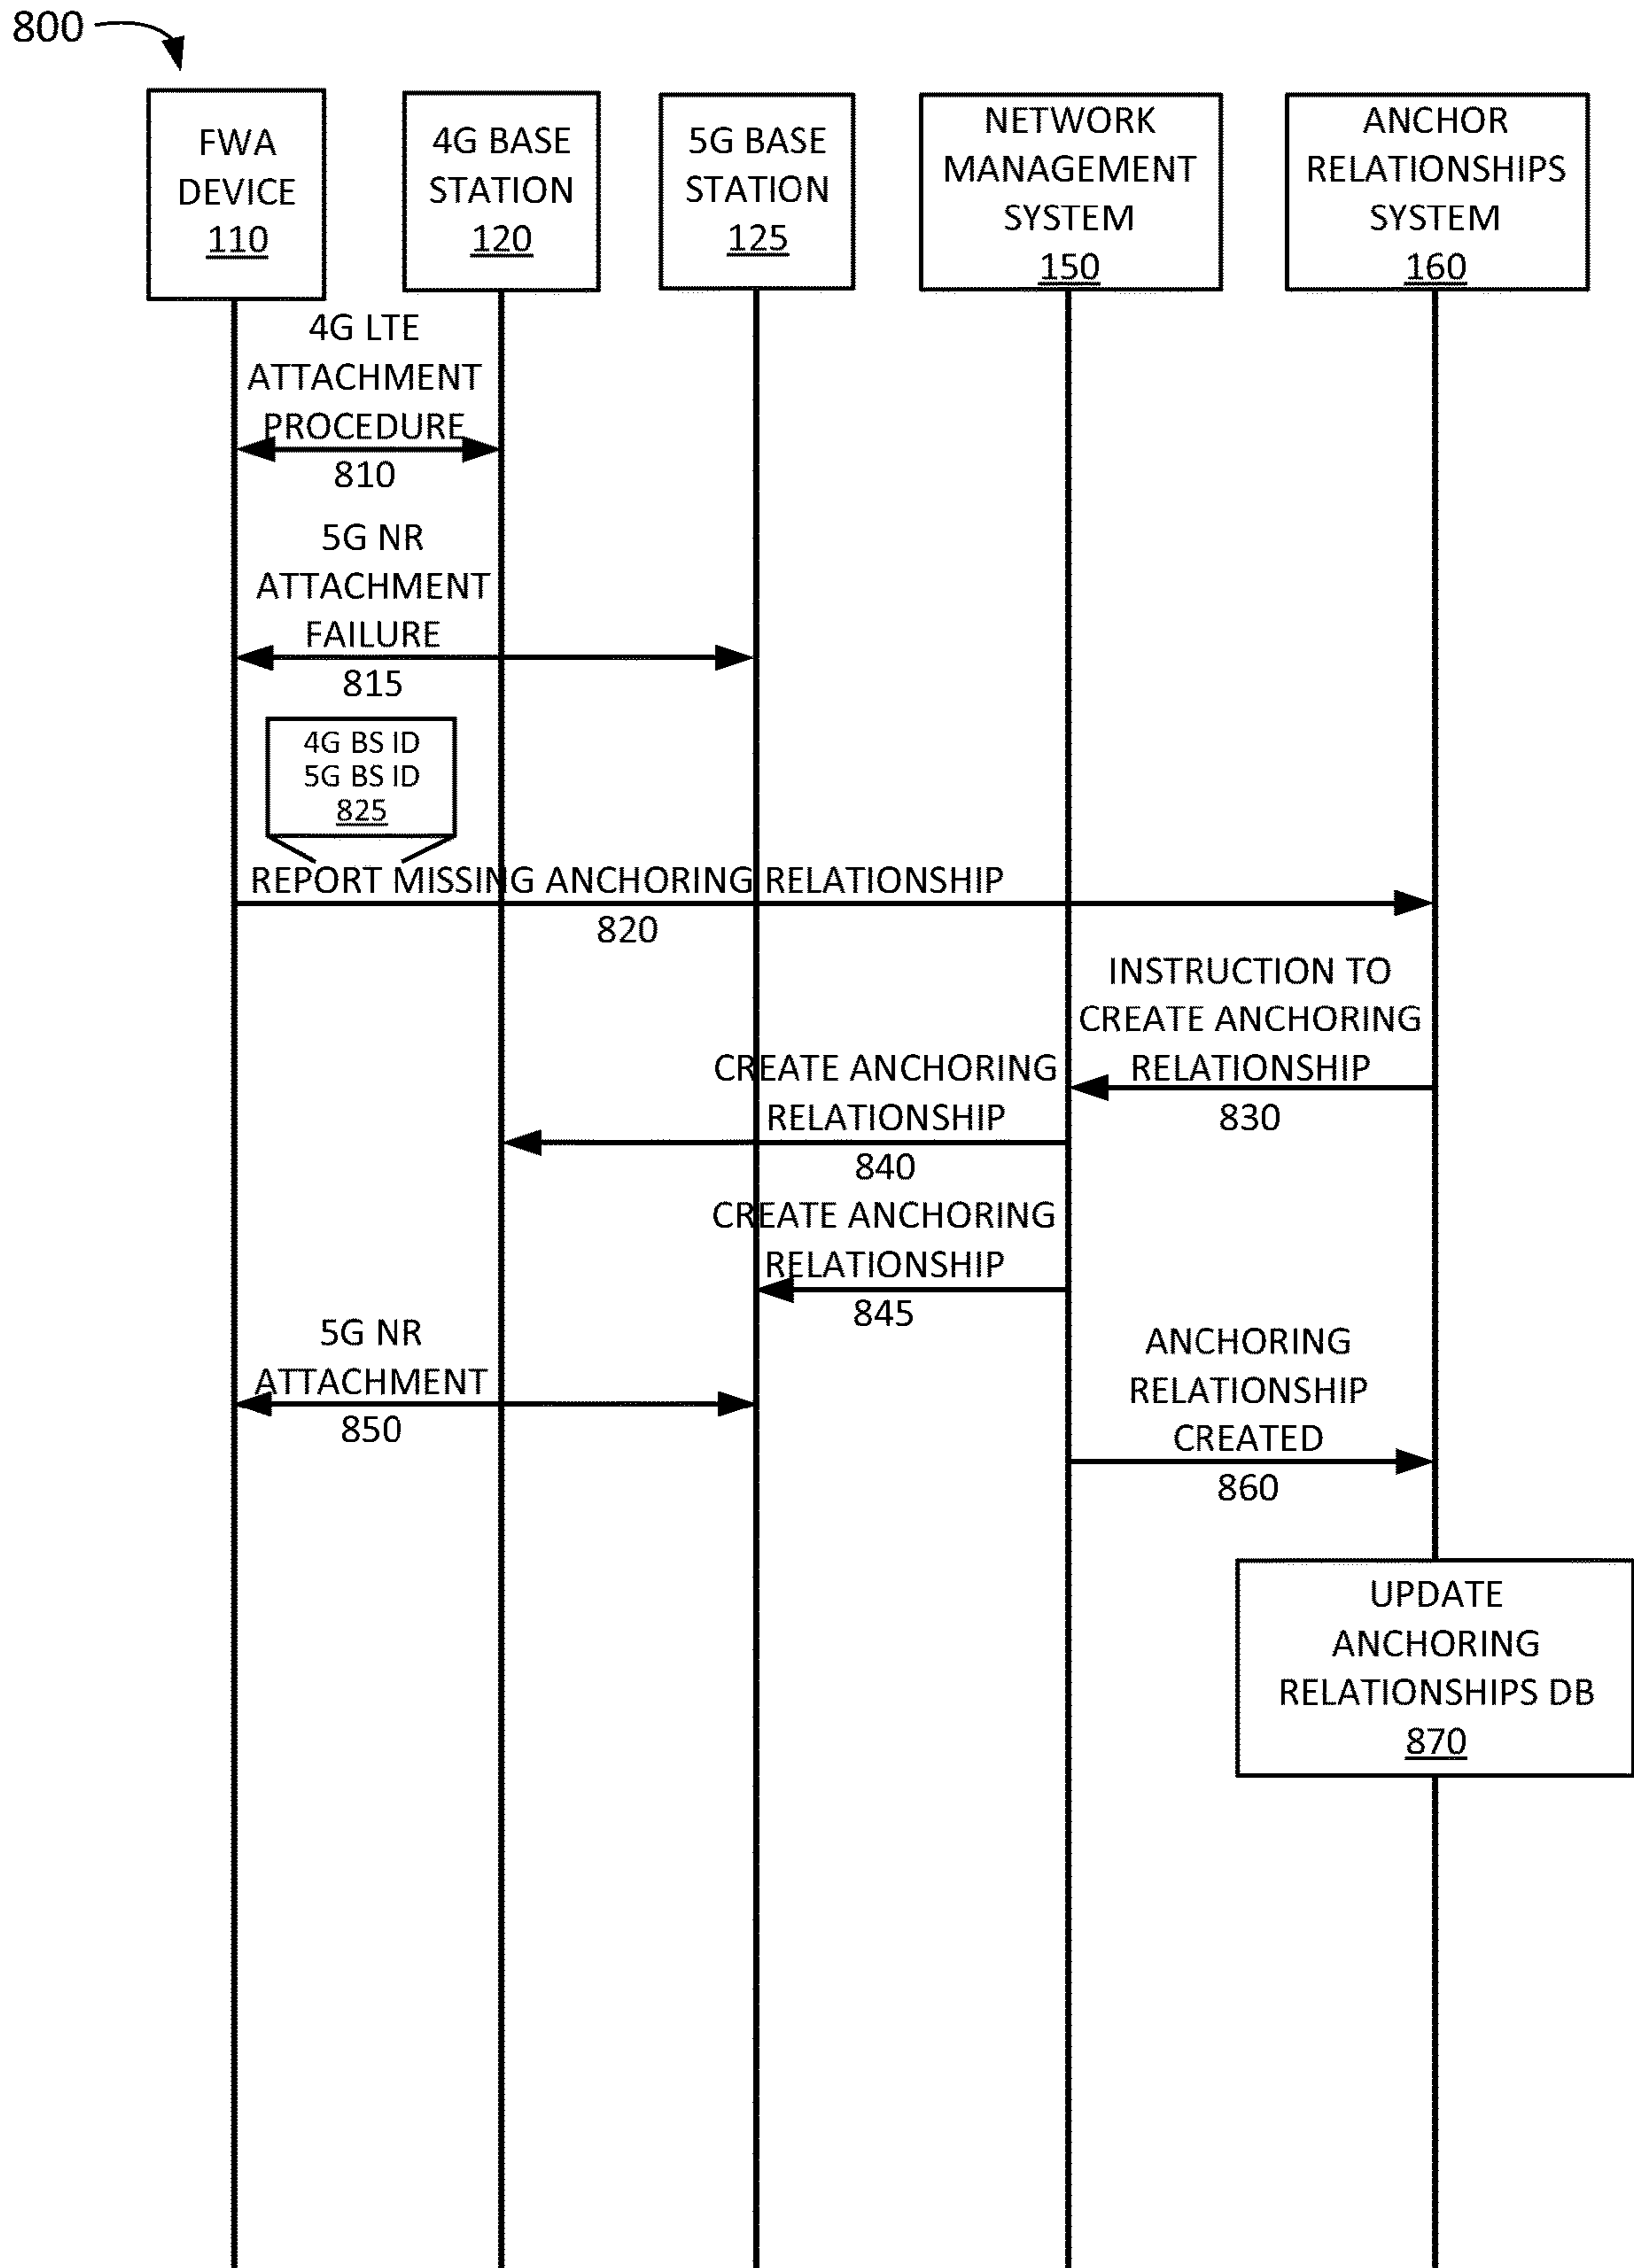 800
FWA
DEVICE
110
4G BASE
STATION
120
5G BASE
STATION
125
NETWORK
MANAGEMENT
SYSTEM
150
ANCHOR
RELATIONSHIPS
SYSTEM
160
4G LTE
ATTACHMENT
PROCEDURE
810
5G NR
ATTACHMENT
FAILURE
815
4G BS ID
5G BS ID
825
REPORT MISSING ANCHORING RELATIONSHIP
820
INSTRUCTION TO
CREATE ANCHORING
RELATIONSHIP
830
CREATE ANCHORING
RELATIONSHIP
840
CREATE ANCHORING
RELATIONSHIP
845
5G NR
ATTACHMENT
850
ANCHORING
RELATIONSHIP
CREATED
860
UPDATE
ANCHORING
RELATIONSHIPS DB
870